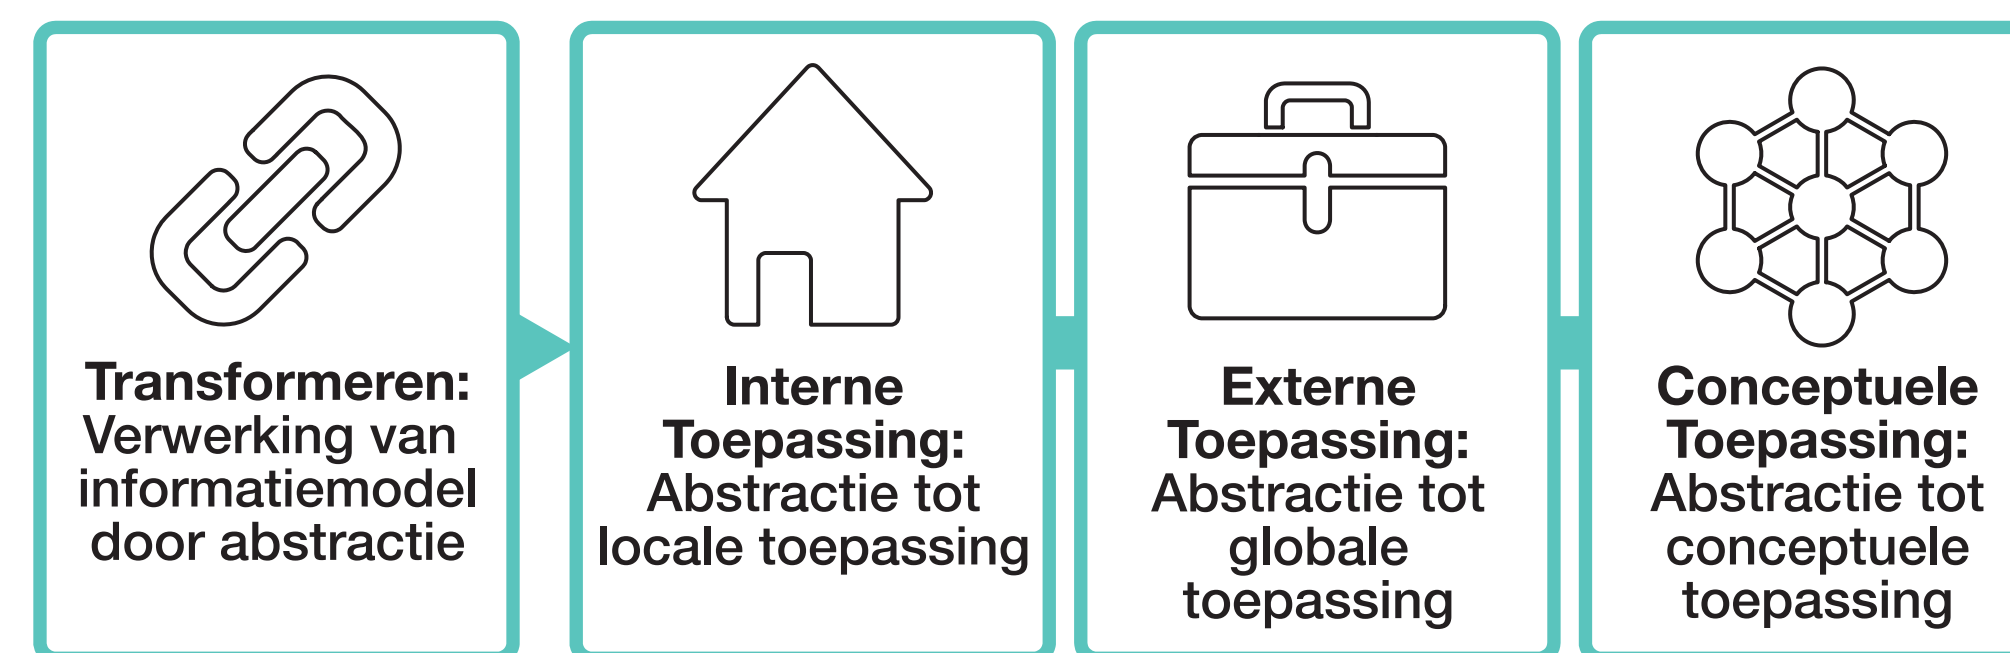 Transformeren:
Verwerking van
informatiemodel
door abstractie
Interne
Toepassing:
Abstractie tot
locale toepassing
Externe
Toepassing:
Abstractie tot
globale
toepassing
Conceptuele
Toepassing:
Abstractie tot
conceptuele
toepassing